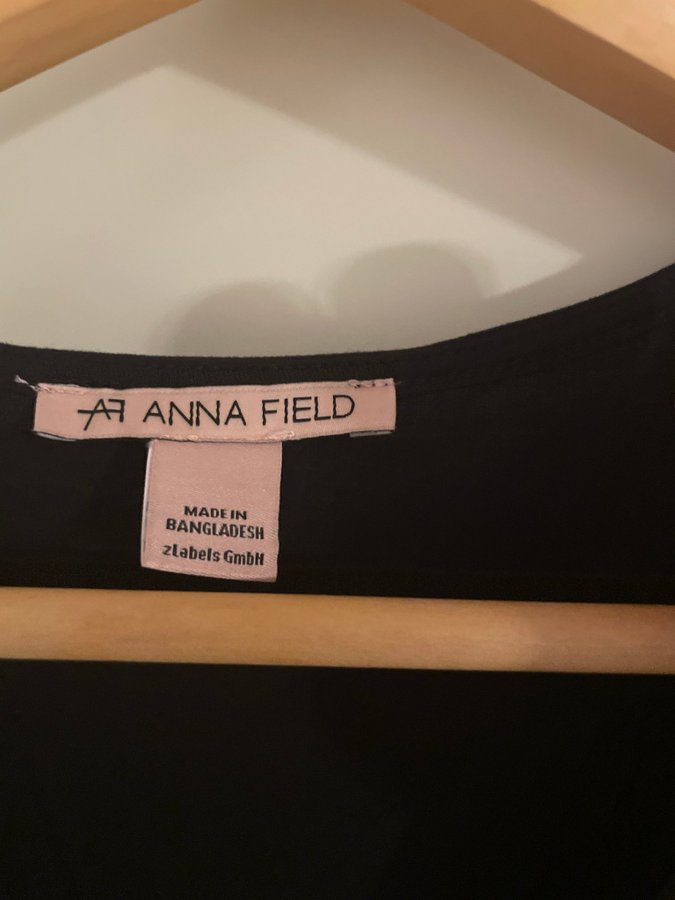 AF ANNA FIELD
MADE IN
BANGLADESH
zLabels GmbH